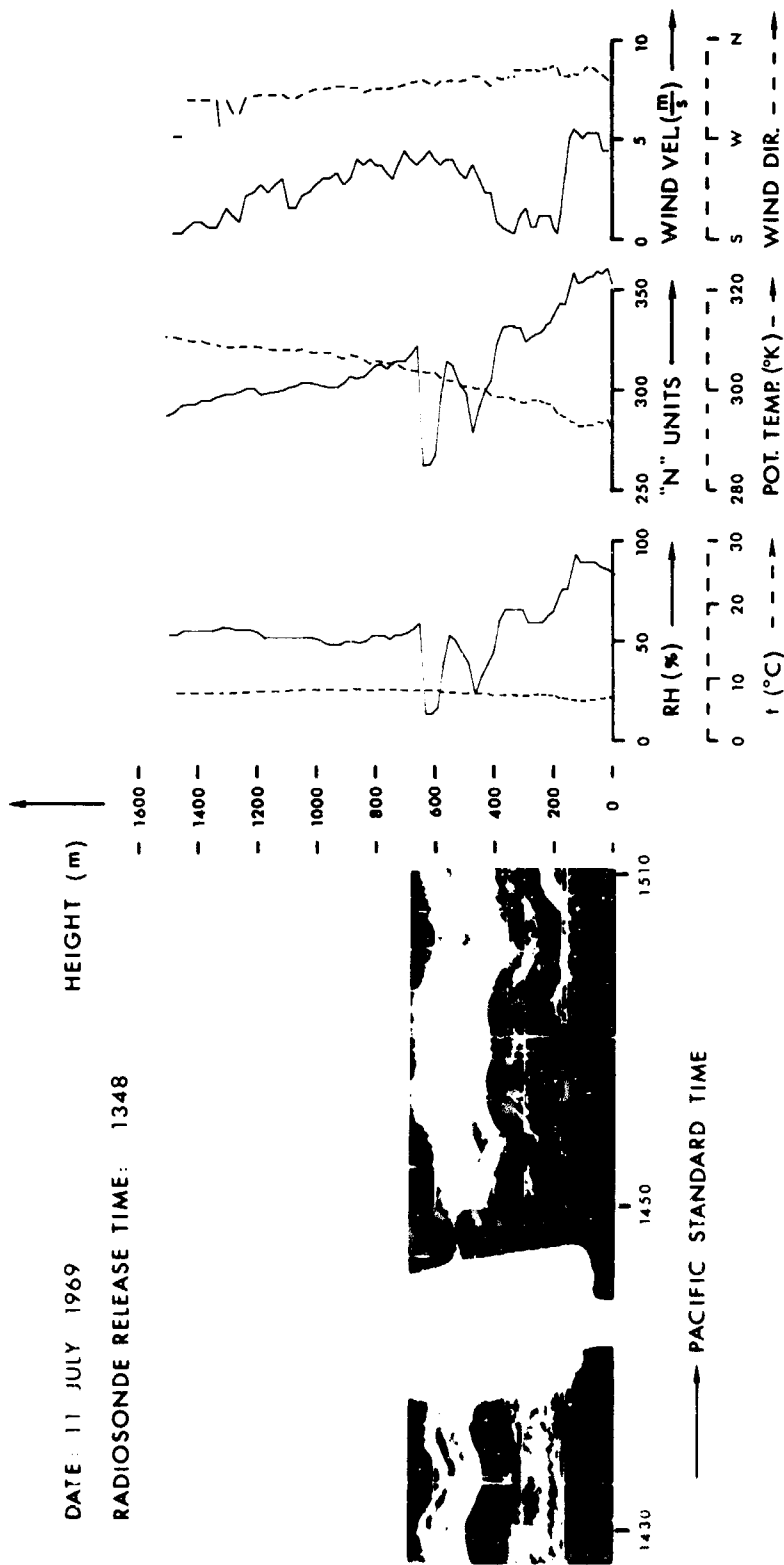 DATE : 11 JULY 1969
RADIOSONDE RELEASE TIME: 1348
HEIGHT (m)
- 1600 -
- 1400 -
- 1200 -
- 1000 -
- 800 -
- 600 -
- 400 -
- 200 -
- 0 -
1430 1450 1510
PACIFIC STANDARD TIME
0 50 100
RH (%)
0 10 20 30
t (°C)
250 300 350
"N" UNITS
280 300 320
POT. TEMP. (°K)
0 5 10
WIND VEL (m/s)
S W N
WIND DIR.